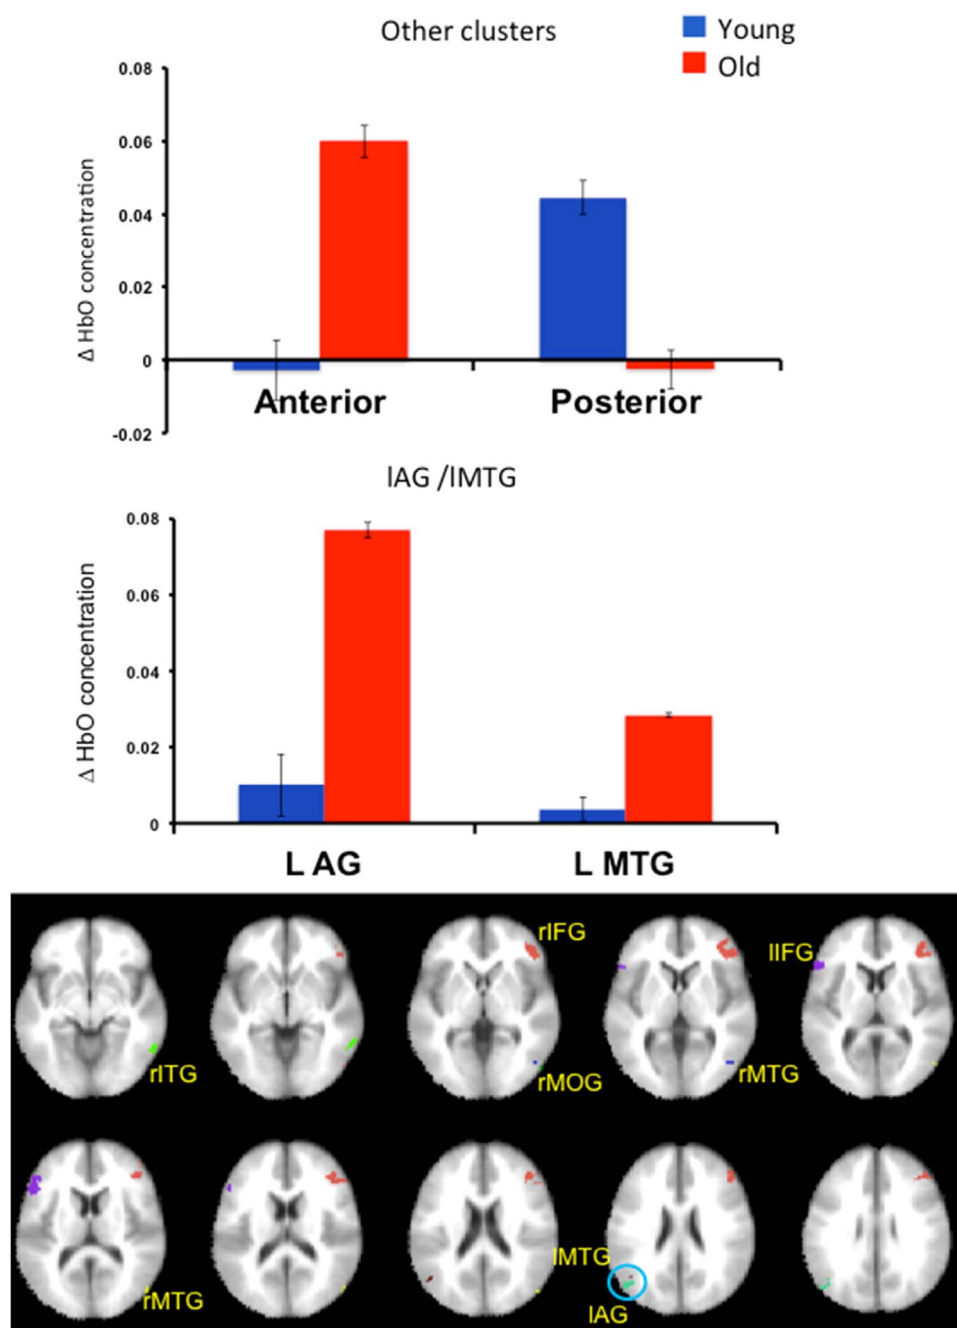 Other clusters
Young
Old
0.08
0.06
0.04
0.02
0
-0.02
Δ HbO concentration
Anterior
Posterior
lAG /lMTG
0.08
0.06
0.04
0.02
0
Δ HbO concentration
L AG
L MTG
rIFG
lIFG
rITG
rMOG
rMTG
lMTG
rMTG
lAG